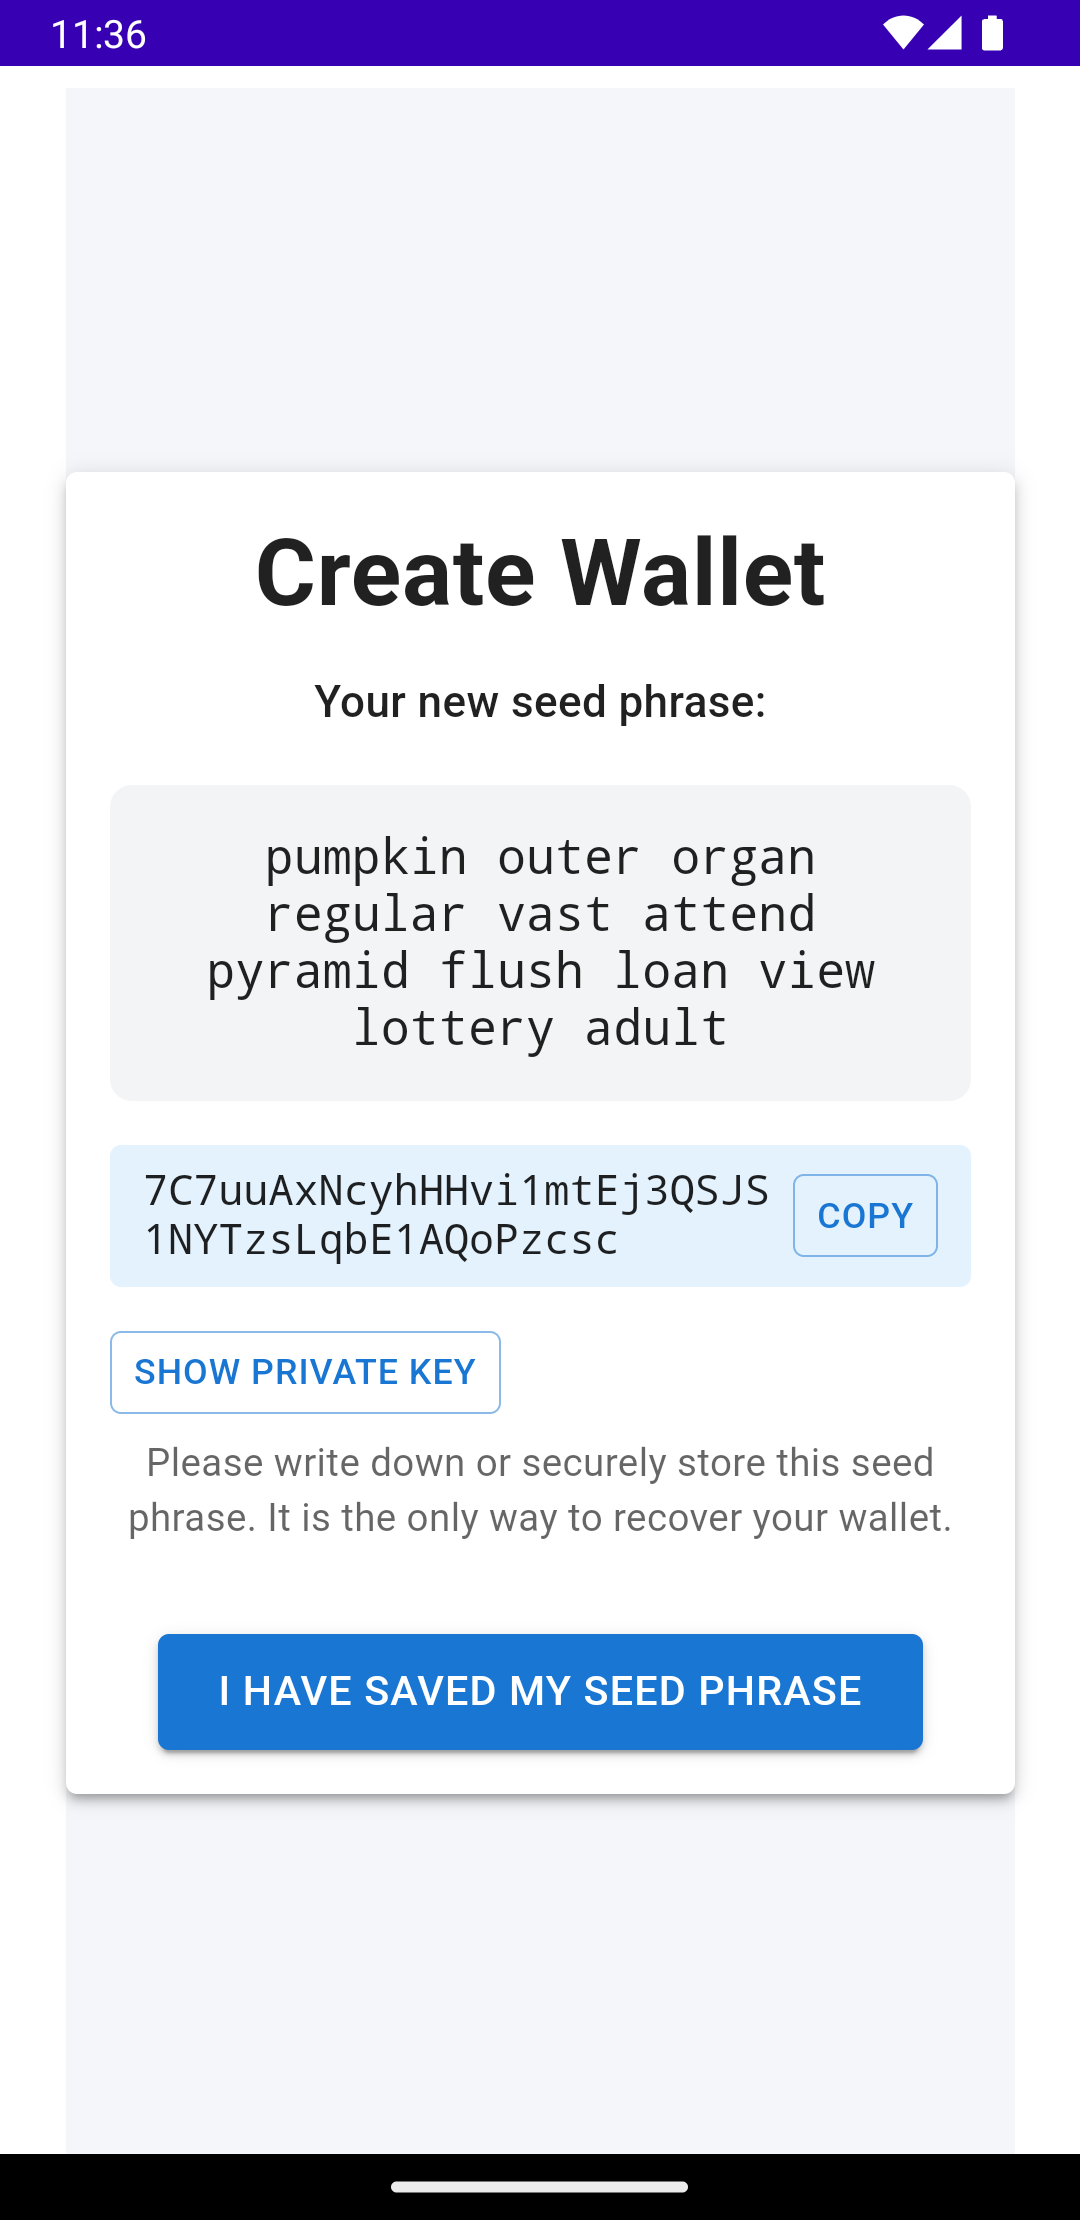 11:36
Create Wallet
Your new seed phrase:
pumpkin outer organ
regular vast attend
pyramid flush loan view
lottery adult
7C7uuAxNcyhHHvi1mtEj3QSJS
1NYTzsLqbE1AQoPzcsc
COPY
SHOW PRIVATE KEY
Please write down or securely store this seed
phrase. It is the only way to recover your wallet.
I HAVE SAVED MY SEED PHRASE